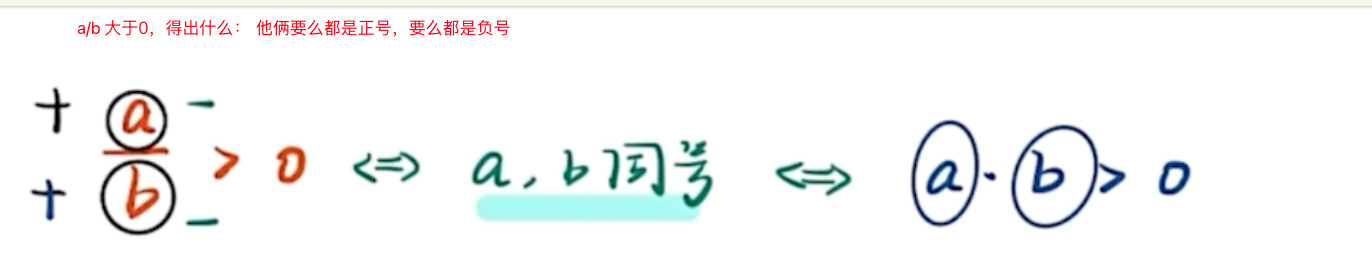 a/b 大于0，得出什么： 他俩要么都是正号，要么都是负号
+ a - 
+ b - > 0 <=> a, b同号 <=> a·b > 0